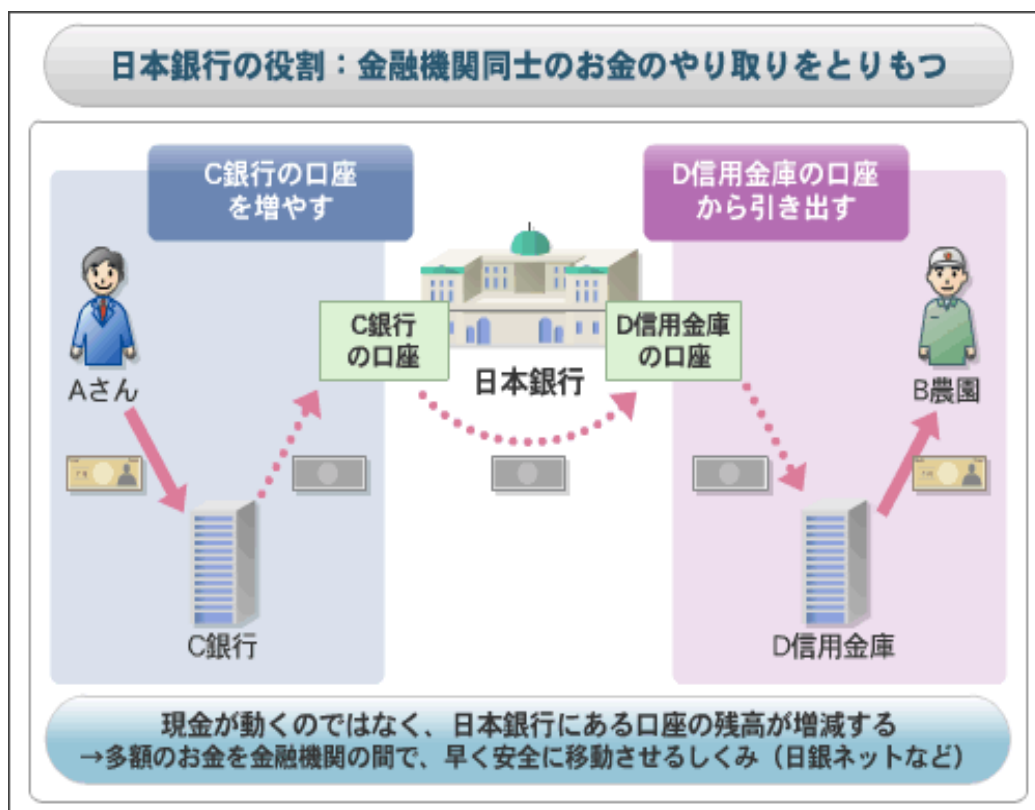 日本銀行の役割：金融機関同士のお金のやり取りをとりもつ
C銀行の口座
を増やす
D信用金庫の口座
から引き出す
C銀行
の口座
D信用金庫
の口座
日本銀行
Aさん
B農園
C銀行
D信用金庫
現金が動くのではなく、日本銀行にある口座の残高が増減する
→多額のお金を金融機関の間で、早く安全に移動させるしくみ（日銀ネットなど）